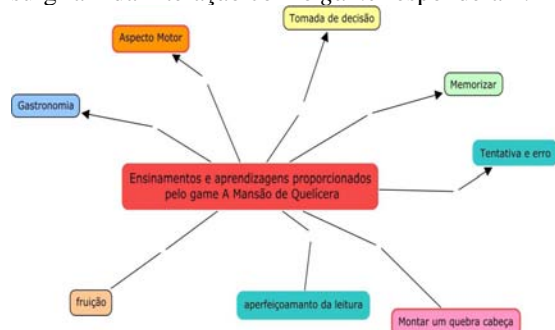 Tomada de decisão
Aspecto Motor
Memorizar
Gastronomia
Tentativa e erro
Ensinamentos e aprendizagens proporcionados
pelo game A Mansão de Quelícera
fruição
aperfeiçoamanto da leitura
Montar um quebra cabeça